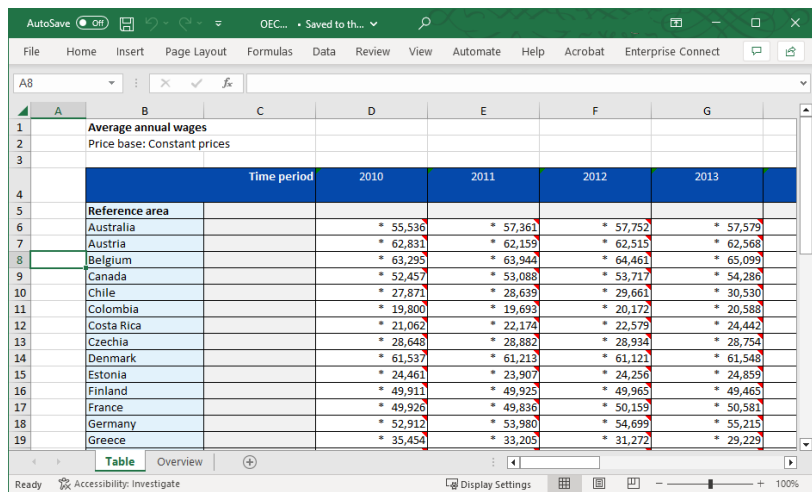 AutoSave Off OEC... • Saved to th...
File Home Insert Page Layout Formulas Data Review View Automate Help Acrobat Enterprise Connect
A8 fx
A B C D E F G
1 Average annual wages
2 Price base: Constant prices
3
4 Time period 2010 2011 2012 2013
5 Reference area
6 Australia * 55,536 * 57,361 * 57,752 * 57,579
7 Austria * 62,831 * 62,159 * 62,515 * 62,568
8 Belgium * 63,295 * 63,944 * 64,461 * 65,099
9 Canada * 52,457 * 53,088 * 53,717 * 54,286
10 Chile * 27,871 * 28,639 * 29,661 * 30,530
11 Colombia * 19,800 * 19,693 * 20,172 * 20,588
12 Costa Rica * 21,062 * 22,174 * 22,579 * 24,442
13 Czechia * 28,648 * 28,882 * 28,934 * 28,754
14 Denmark * 61,537 * 61,213 * 61,121 * 61,548
15 Estonia * 24,461 * 23,907 * 24,256 * 24,859
16 Finland * 49,911 * 49,925 * 49,965 * 49,465
17 France * 49,926 * 49,836 * 50,159 * 50,581
18 Germany * 52,912 * 53,980 * 54,699 * 55,215
19 Greece * 35,454 * 33,205 * 31,272 * 29,229
Table Overview
Ready Accessibility: Investigate Display Settings 100%